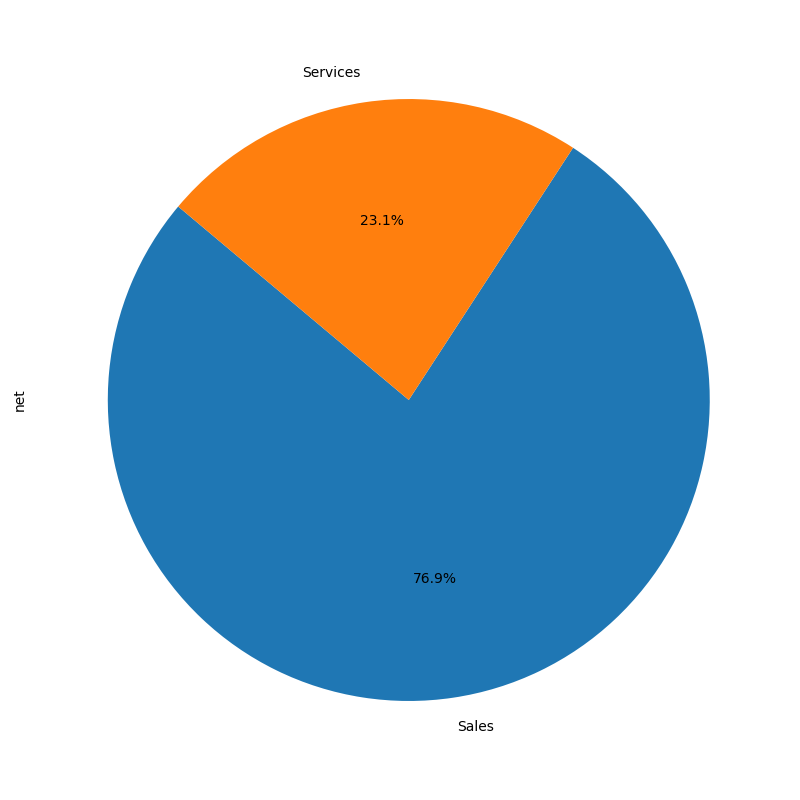 Services
23.1%
net
76.9%
Sales